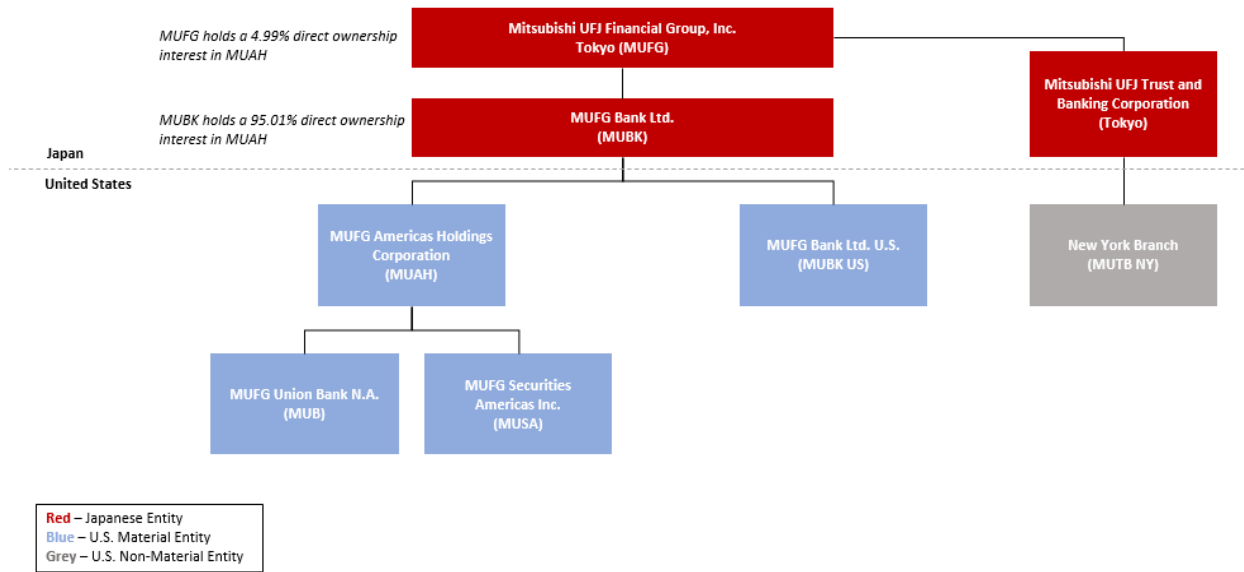 MUFG holds a 4.99% direct ownership
interest in MUAH
Mitsubishi UFJ Financial Group, Inc.
Tokyo (MUFG)
Mitsubishi UFJ Trust and
Banking Corporation
(Tokyo)
MUBK holds a 95.01% direct ownership
interest in MUAH
MUFG Bank Ltd.
(MUBK)
Japan
United States
MUFG Americas Holdings
Corporation
(MUAH)
MUFG Bank Ltd. U.S.
(MUBK US)
New York Branch
(MUTB NY)
MUFG Union Bank N.A.
(MUB)
MUFG Securities
Americas Inc.
(MUSA)
Red – Japanese Entity
Blue – U.S. Material Entity
Grey – U.S. Non-Material Entity